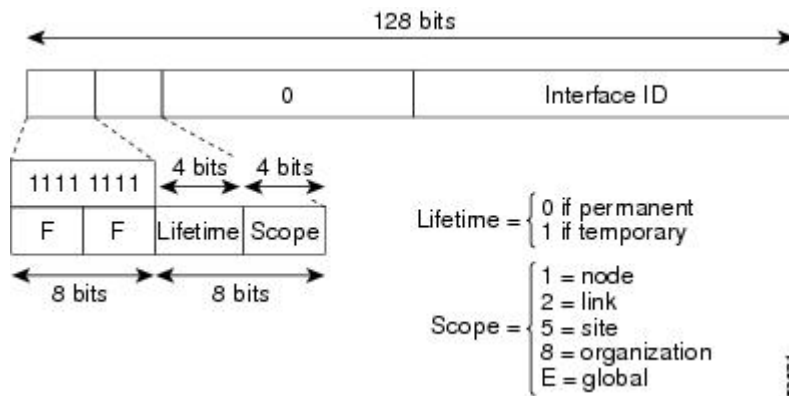 128 bits
0 Interface ID
4 bits 4 bits
1111 1111
F F Lifetime Scope
8 bits 8 bits
Lifetime = 0 if permanent
1 if temporary
Scope = 1 = node
2 = link
5 = site
8 = organization
E = global